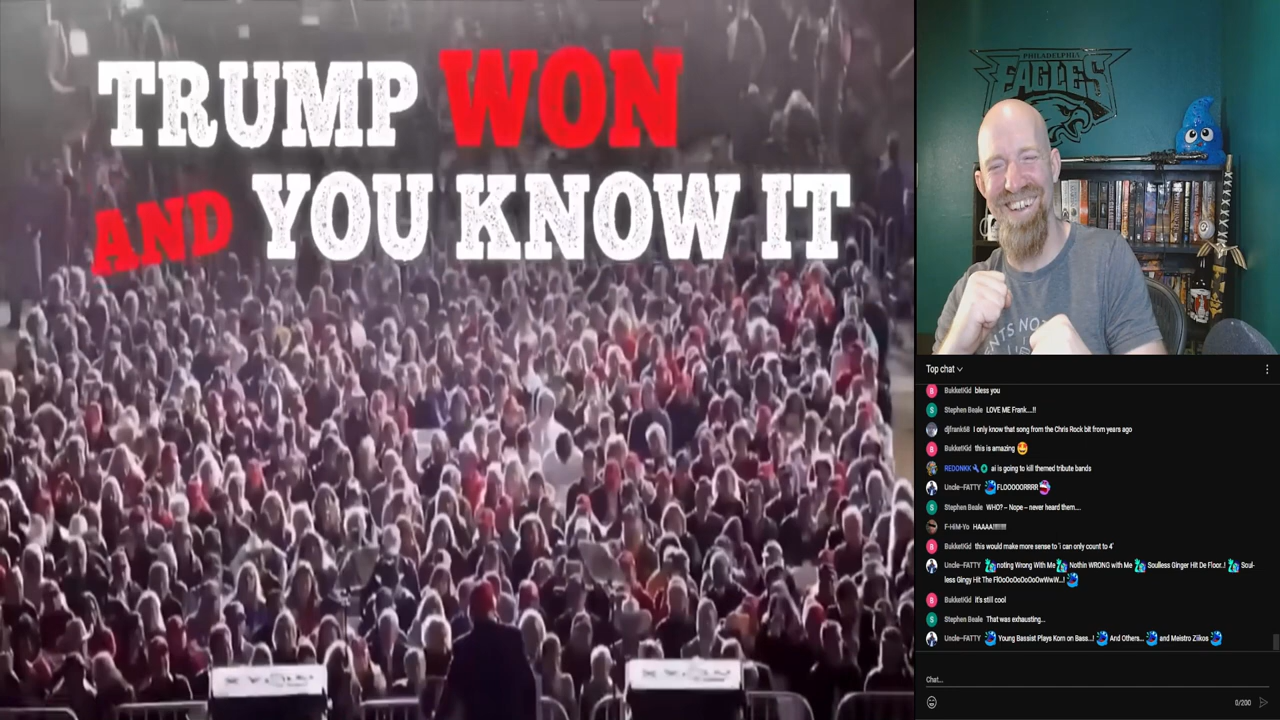 TRUMP WON
AND YOU KNOW IT
PHILADELPHIA
EAGLES
Top chat
B BukketKid bless you
S Stephen Beale LOVE ME Frank....!!
djfrank68 I only know that song from the Chris Rock bit from years ago
B BukketKid this is amazing 🤩
REDONKK ai is going to kill themed tribute bands
Uncle-FATTY FLOOOOORRRR
S Stephen Beale WHO? – Nope – never heard them....
F-HiM-Yo HAAAA!!!!!!!!
B BukketKid this would make more sense to 'i can only count to 4'
Uncle-FATTY noting Wrong With Me Nothin WRONG with Me Soulless Ginger Hit De Floor..! Soul-
less Gingy Hit The FlOoOoOoOoOoOwWwW...!
B BukketKid it's still cool
S Stephen Beale That was exhausting...
Uncle-FATTY Young Bassist Plays Korn on Bass...! And Others... and Meistro Ziikos
Chat...
0/200